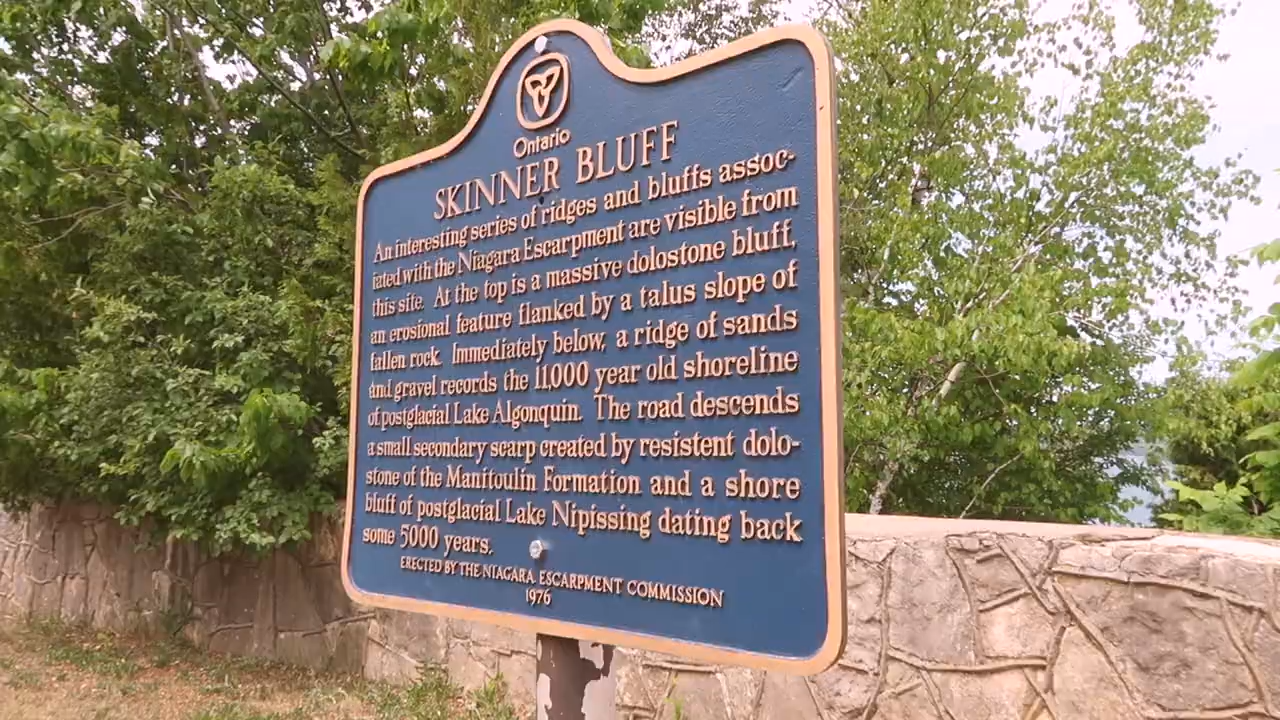 Ontario
SKINNER BLUFF
An interesting series of ridges and bluffs assoc-
iated with the Niagara Escarpment are visible from
this site. At the top is a massive dolostone bluff,
an erosional feature flanked by a talus slope of
fallen rock. Immediately below, a ridge of sands
and gravel records the 11,000 year old shoreline
of postglacial Lake Algonquin. The road descends
a small secondary scarp created by resistent dolo-
stone of the Manitoulin Formation and a shore
bluff of postglacial Lake Nipissing dating back
some 5000 years.
ERECTED BY THE NIAGARA ESCARPMENT COMMISSION
1976